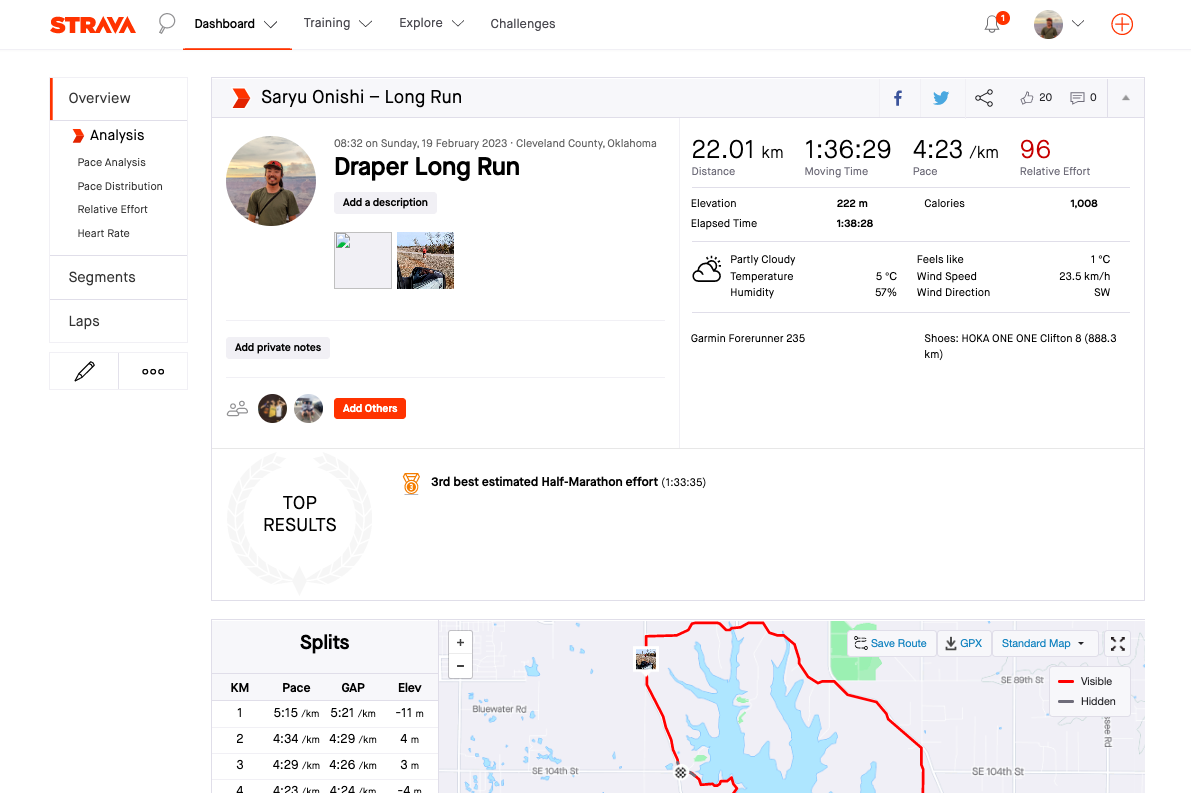 STRAVA
Dashboard
Training
Explore
Challenges
1
Overview
Analysis
Pace Analysis
Pace Distribution
Relative Effort
Heart Rate
Segments
Laps
Saryu Onishi – Long Run
20
0
08:32 on Sunday, 19 February 2023 · Cleveland County, Oklahoma
Draper Long Run
Add a description
Add private notes
Add Others
22.01 km 1:36:29 4:23 /km 96
Distance Moving Time Pace Relative Effort
Elevation 222 m Calories 1,008
Elapsed Time 1:38:28
Partly Cloudy Feels like 1 °C
Temperature 5 °C Wind Speed 23.5 km/h
Humidity 57% Wind Direction SW
Garmin Forerunner 235 Shoes: HOKA ONE ONE Clifton 8 (888.3
km)
TOP
RESULTS
3
3rd best estimated Half-Marathon effort (1:33:35)
Splits
KM Pace GAP Elev
1 5:15 /km 5:21 /km -11 m
2 4:34 /km 4:29 /km 4 m
3 4:29 /km 4:26 /km 3 m
4 4:23 /km 4:24 /km -4 m
+
−
Save Route
GPX
Standard Map
Visible
Hidden
SE 89th St
Bluewater Rd
SE 104th St
SE 104th St